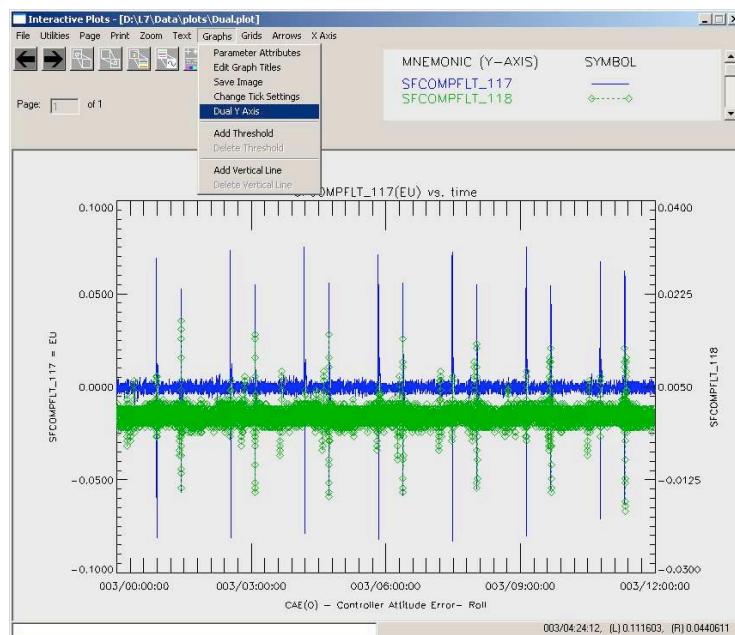 Interactive Plots - [D:\L7\Data\plots\Dual.plot]
File Utilities Page Print Zoom Text Graphs Grids Arrows X Axis
Parameter Attributes
Edit Graph Titles
Save Image
Change Tick Settings
Dual Y Axis
Add Threshold
Delete Threshold
Add Vertical Line
Delete Vertical Line
Page: 1 of 1
MNEMONIC (Y-AXIS) SYMBOL
SFCOMPFLT_117
SFCOMPFLT_118
SFCOMPFLT_117(EU) vs. time
0.1000
0.0500
0.0000
-0.0500
-0.1000
SFCOMPFLT_117 = EU
0.0400
0.0225
0.0050
-0.0125
-0.0300
SFCOMPFLT_118
003/00:00:00 003/03:00:00 003/06:00:00 003/09:00:00 003/12:00:00
CAE(0) - Controller Attitude Error- Roll
003/04:24:12, (L) 0.111603, (R) 0.0440611